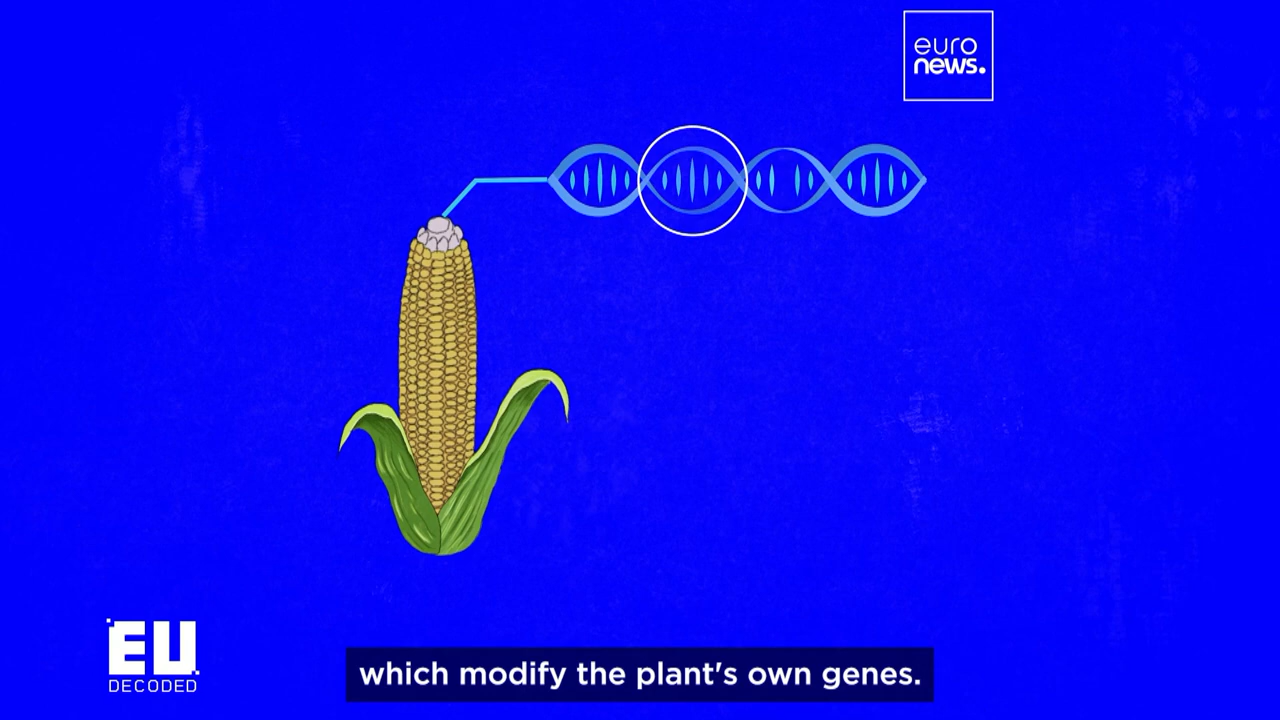 euro
news.
EU
DECODED
which modify the plant's own genes.